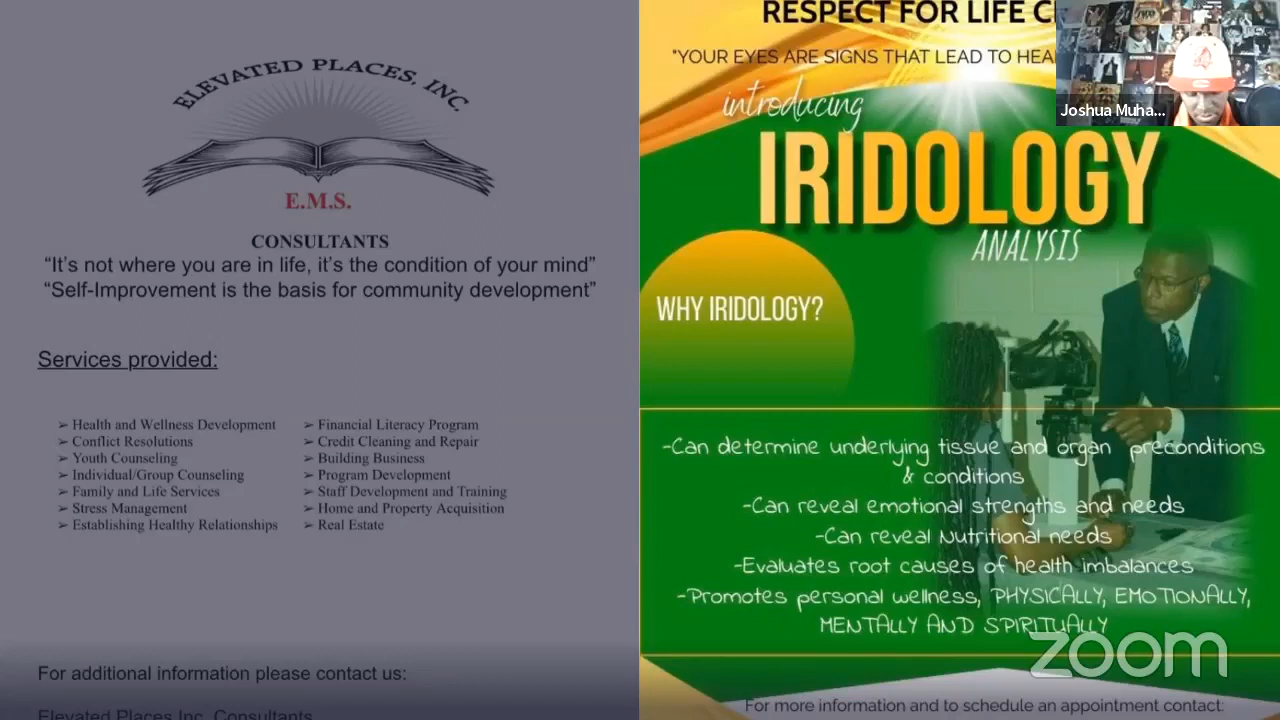 ELEVATED PLACES, INC.
E.M.S.
CONSULTANTS
“It’s not where you are in life, it’s the condition of your mind”
“Self-Improvement is the basis for community development”
Services provided:
➢ Health and Wellness Development
➢ Conflict Resolutions
➢ Youth Counseling
➢ Individual/Group Counseling
➢ Family and Life Services
➢ Stress Management
➢ Establishing Healthy Relationships
➢ Financial Literacy Program
➢ Credit Cleaning and Repair
➢ Building Business
➢ Program Development
➢ Staff Development and Training
➢ Home and Property Acquisition
➢ Real Estate
For additional information please contact us:
Elevated Places Inc. Consultants
RESPECT FOR LIFE
"YOUR EYES ARE SIGNS THAT LEAD TO
Joshua Muha...
introducing
IRIDOLOGY
ANALYSIS
WHY IRIDOLOGY?
-Can determine underlying tissue and organ preconditions
& conditions
-Can reveal emotional strengths and needs
-Can reveal Nutritional needs
-Evaluates root causes of health imbalances
-Promotes personal wellness, PHYSICALLY, EMOTIONALLY,
MENTALLY AND SPIRITUALLY
zoom
For more information and to schedule an appointment contact: